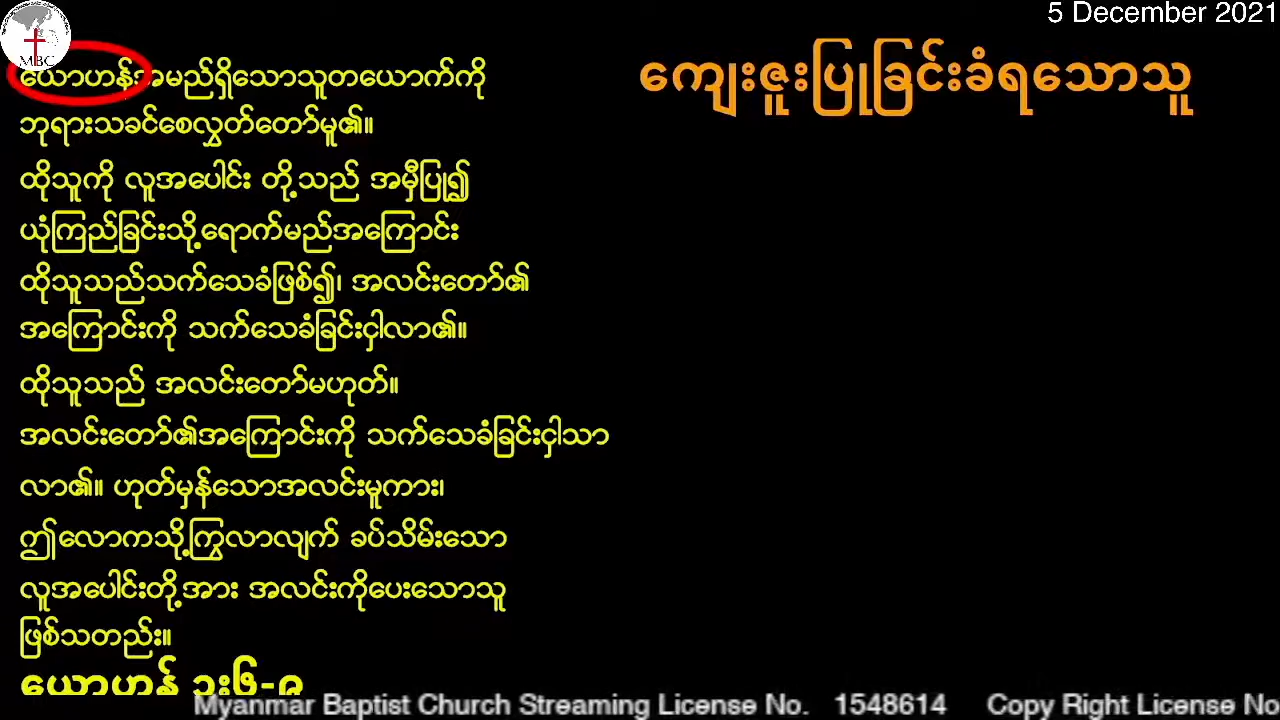 5 December 2021
MBC
ကျေးဇူးပြုခြင်းခံရသောသူ
ယောဟန်အမည်ရှိသောသူတယောက်ကို
ဘုရားသခင်စေလွှတ်တော်မူ၏။
ထိုသူကို လူအပေါင်း တို့သည် အမှီပြု၍
ယုံကြည်ခြင်းသို့ရောက်မည်အကြောင်း
ထိုသူသည်သက်သေခံဖြစ်၍၊ အလင်းတော်၏
အကြောင်းကို သက်သေခံခြင်းငှါလာ၏။
ထိုသူသည် အလင်းတော်မဟုတ်။
အလင်းတော်၏အကြောင်းကို သက်သေခံခြင်းငှါသာ
လာ၏။ ဟုတ်မှန်သောအလင်းမူကား၊
ဤလောကသို့ကြွလာလျက် ခပ်သိမ်းသော
လူအပေါင်းတို့အား အလင်းကိုပေးသောသူ
ဖြစ်သတည်း။
ယောဟန် ၁း၆-၉
Myanmar Baptist Church Streaming License No. 1548614 Copy Right License No